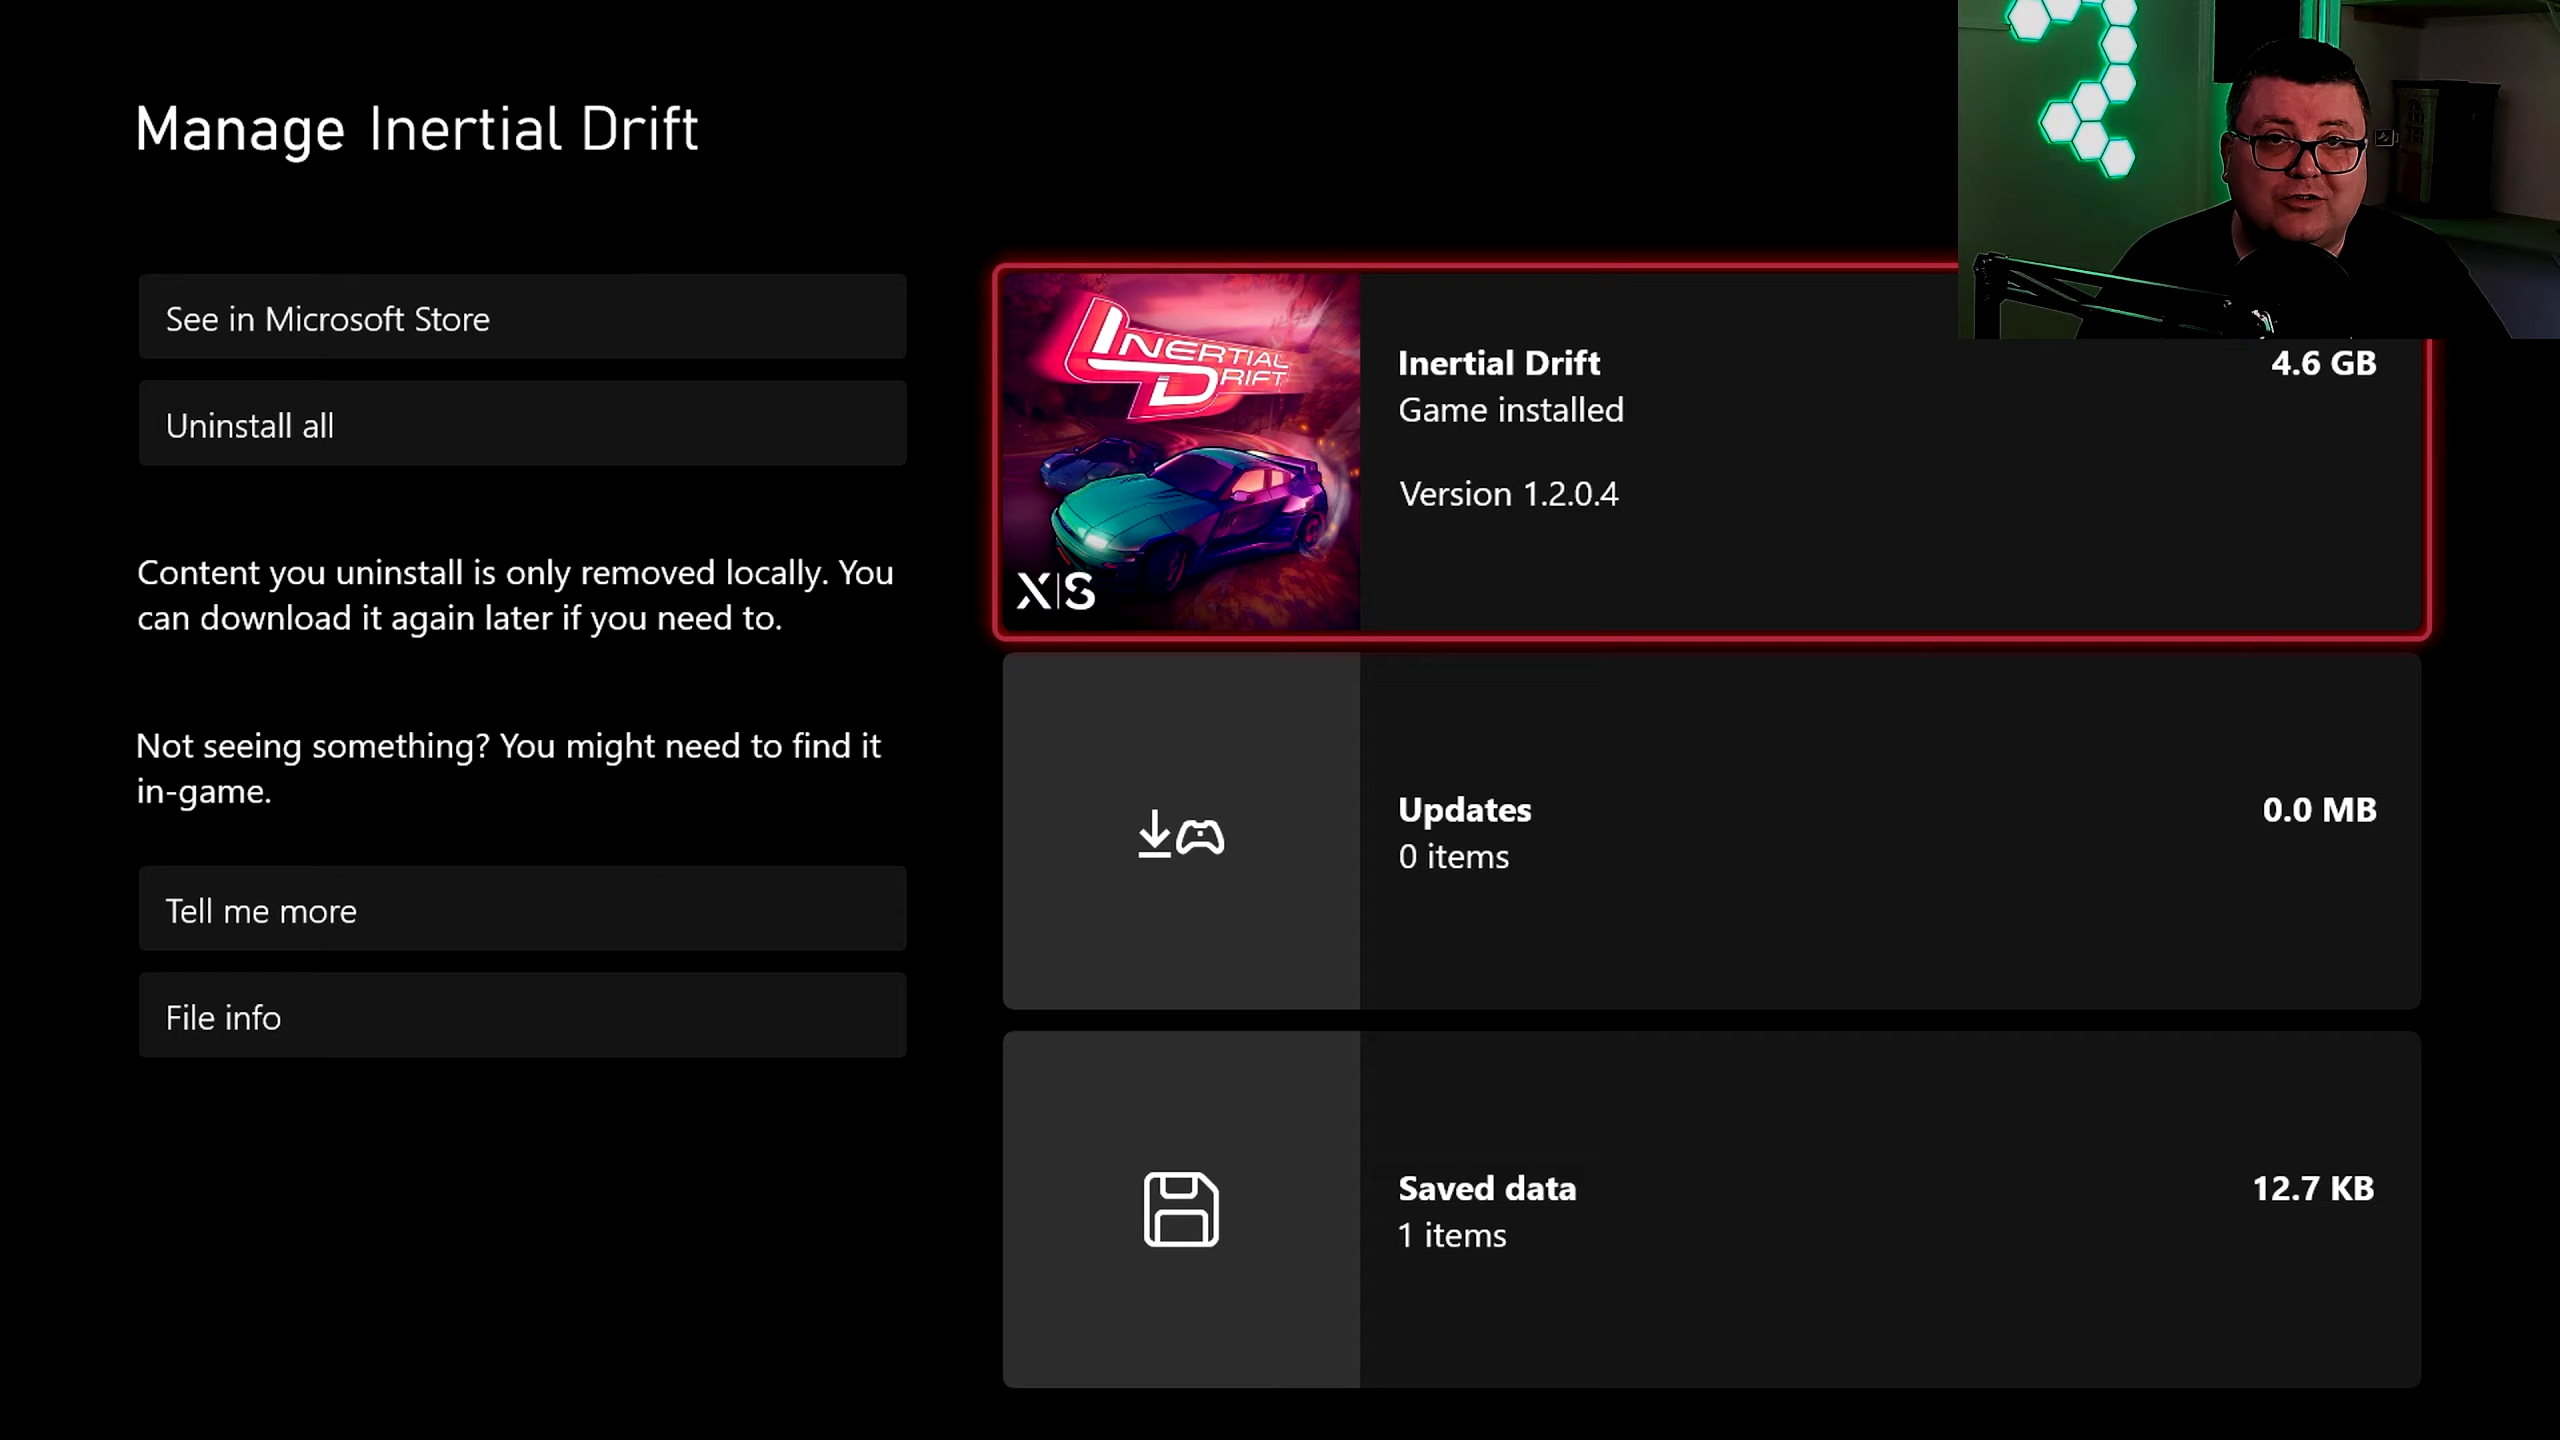 Manage Inertial Drift
See in Microsoft Store
Uninstall all
Content you uninstall is only removed locally. You
can download it again later if you need to.
Not seeing something? You might need to find it
in-game.
Tell me more
File info
INERTIAL
DRIFT
X|S
Inertial Drift
4.6 GB
Game installed
Version 1.2.0.4
Updates
0.0 MB
0 items
Saved data
12.7 KB
1 items